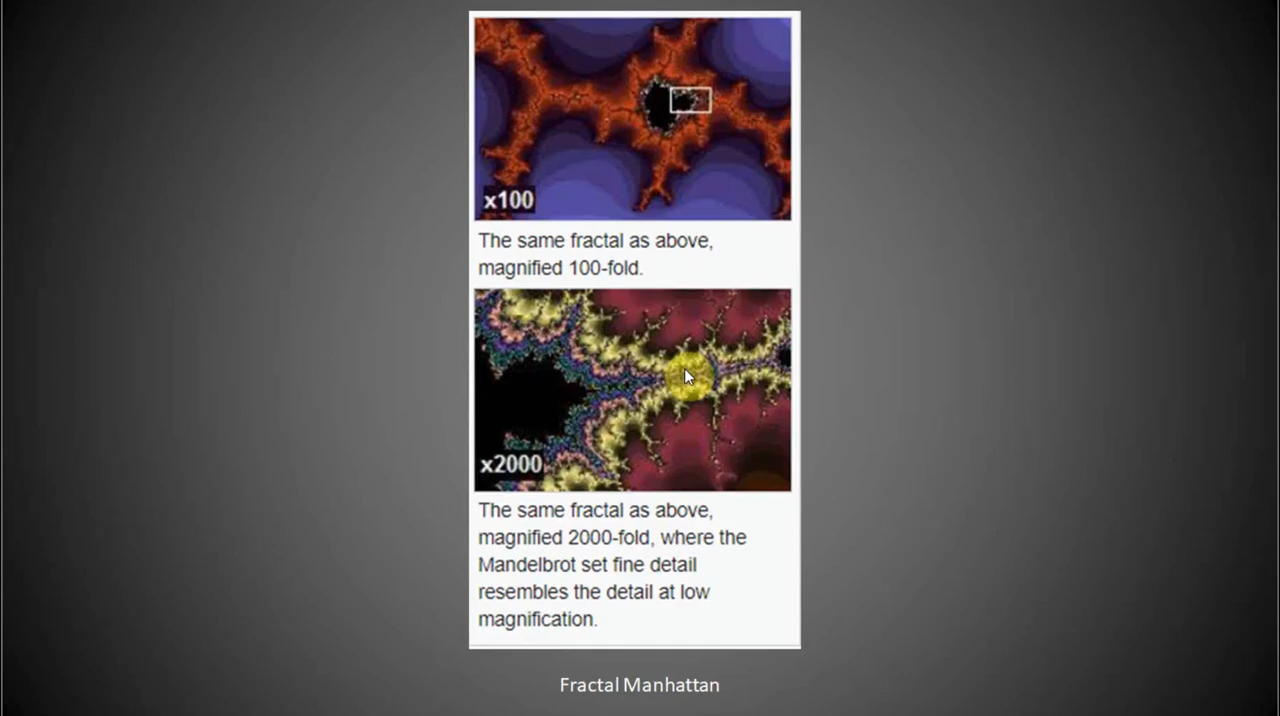 x100
The same fractal as above,
magnified 100-fold.
x2000
The same fractal as above,
magnified 2000-fold, where the
Mandelbrot set fine detail
resembles the detail at low
magnification.
Fractal Manhattan